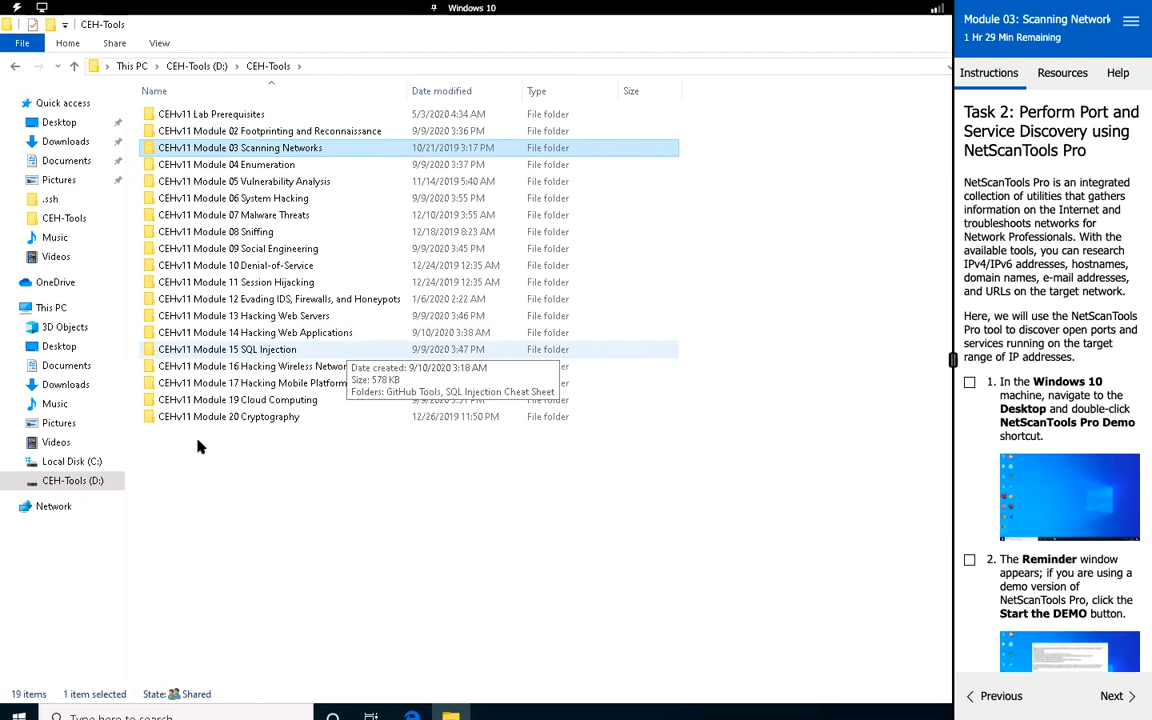 Windows 10
CEH-Tools
File Home Share View
This PC > CEH-Tools (D:) > CEH-Tools >
Name Date modified Type Size
Quick access
Desktop
Downloads
Documents
Pictures
.ssh
CEH-Tools
Music
Videos
OneDrive
This PC
3D Objects
Desktop
Documents
Downloads
Music
Pictures
Videos
Local Disk (C:)
CEH-Tools (D:)
Network
CEHv11 Lab Prerequisites 5/3/2020 4:34 AM File folder
CEHv11 Module 02 Footprinting and Reconnaissance 9/9/2020 3:36 PM File folder
CEHv11 Module 03 Scanning Networks 10/21/2019 3:17 PM File folder
CEHv11 Module 04 Enumeration 9/9/2020 3:37 PM File folder
CEHv11 Module 05 Vulnerability Analysis 11/14/2019 5:40 AM File folder
CEHv11 Module 06 System Hacking 9/9/2020 3:55 PM File folder
CEHv11 Module 07 Malware Threats 12/10/2019 3:55 AM File folder
CEHv11 Module 08 Sniffing 12/18/2019 8:23 AM File folder
CEHv11 Module 09 Social Engineering 9/9/2020 3:45 PM File folder
CEHv11 Module 10 Denial-of-Service 12/24/2019 12:35 AM File folder
CEHv11 Module 11 Session Hijacking 12/24/2019 12:35 AM File folder
CEHv11 Module 12 Evading IDS, Firewalls, and Honeypots 1/6/2020 2:22 AM File folder
CEHv11 Module 13 Hacking Web Servers 9/9/2020 3:46 PM File folder
CEHv11 Module 14 Hacking Web Applications 9/10/2020 3:38 AM File folder
CEHv11 Module 15 SQL Injection 9/9/2020 3:47 PM File folder
CEHv11 Module 16 Hacking Wireless Networ
CEHv11 Module 17 Hacking Mobile Platform
CEHv11 Module 19 Cloud Computing
CEHv11 Module 20 Cryptography 12/26/2019 11:50 PM File folder
Date created: 9/10/2020 3:18 AM
Size: 578 KB
Folders: GitHub Tools, SQL Injection Cheat Sheet
19 items 1 item selected State: Shared
Type here to search
Module 03: Scanning Network
1 Hr 29 Min Remaining
Instructions Resources Help
Task 2: Perform Port and
Service Discovery using
NetScanTools Pro
NetScanTools Pro is an integrated
collection of utilities that gathers
information on the Internet and
troubleshoots networks for
Network Professionals. With the
available tools, you can research
IPv4/IPv6 addresses, hostnames,
domain names, e-mail addresses,
and URLs on the target network.
Here, we will use the NetScanTools
Pro tool to discover open ports and
services running on the target
range of IP addresses.
1. In the Windows 10
machine, navigate to the
Desktop and double-click
NetScanTools Pro Demo
shortcut.
2. The Reminder window
appears; if you are using a
demo version of
NetScanTools Pro, click the
Start the DEMO button.
< Previous Next >